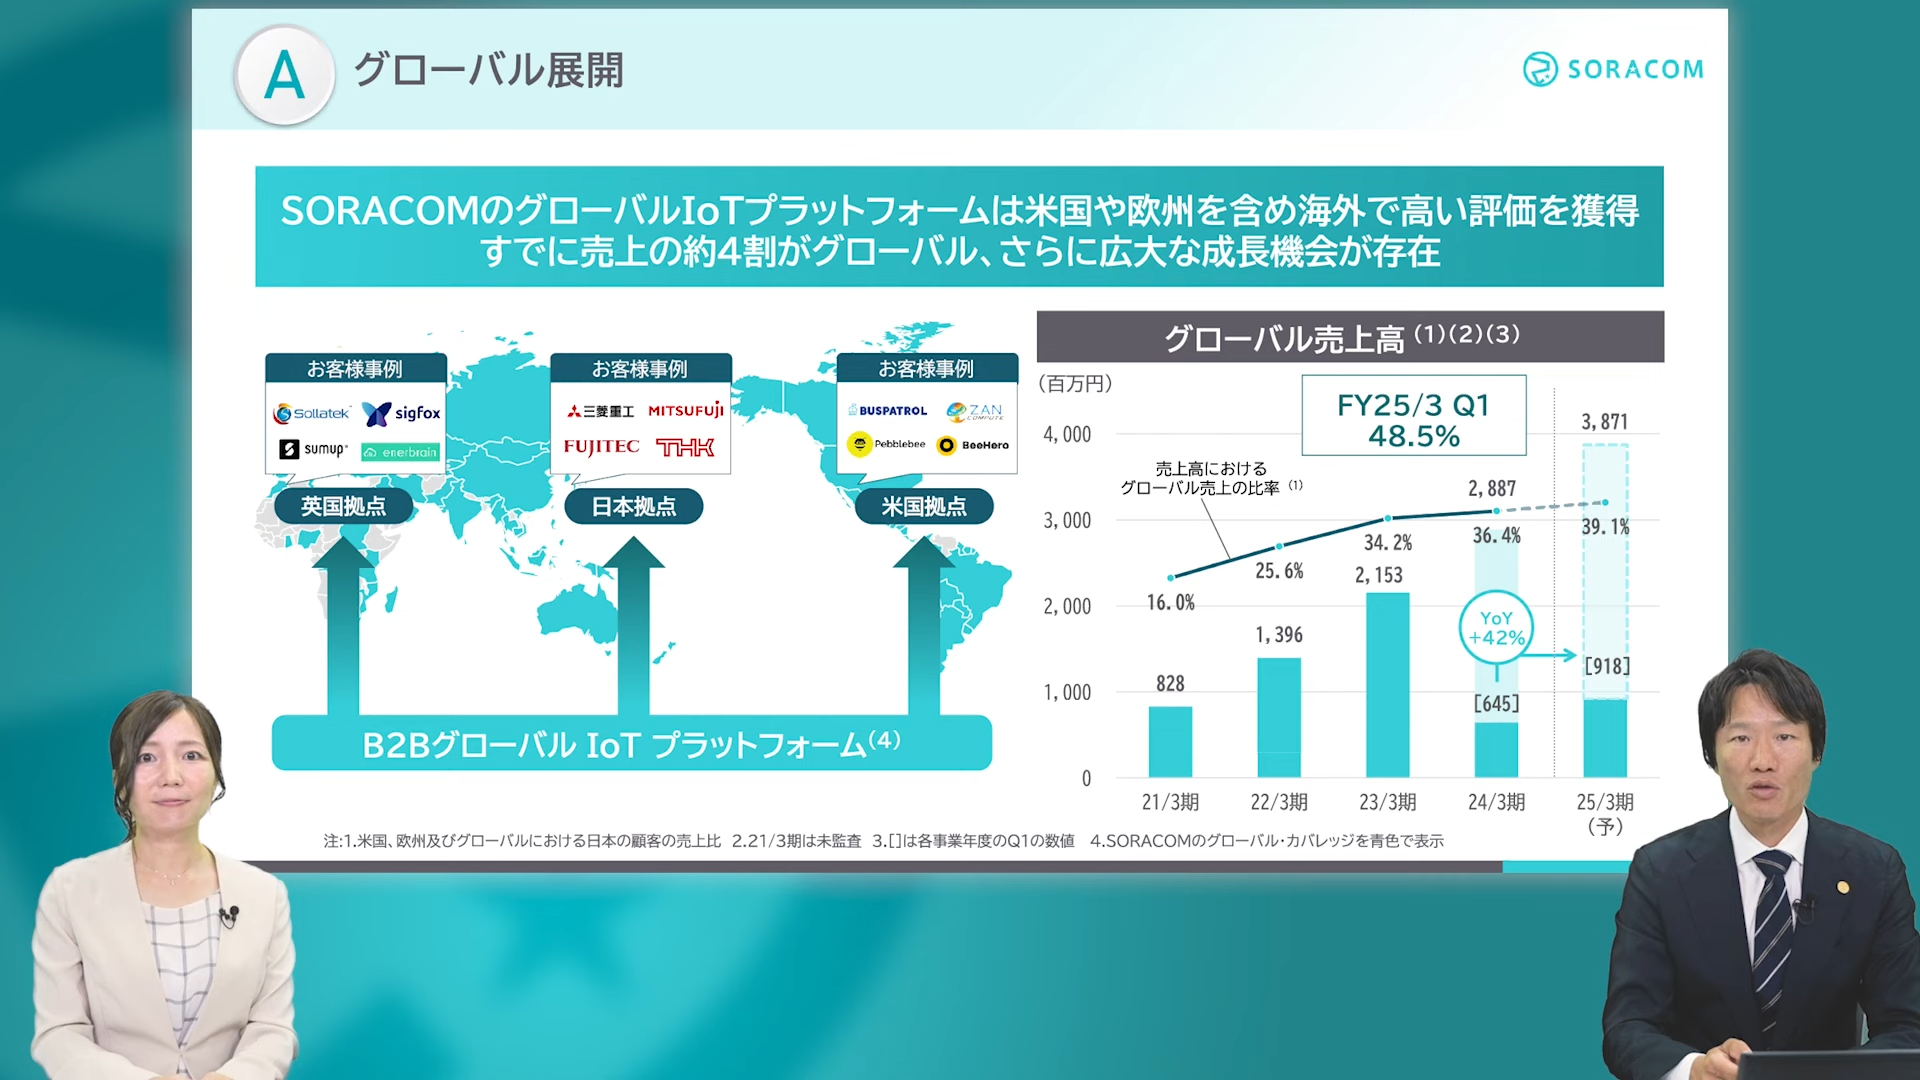 A
グローバル展開
SORACOM
SORACOMのグローバルIoTプラットフォームは米国や欧州を含め海外で高い評価を獲得
すでに売上の約4割がグローバル、さらに広大な成長機会が存在
お客様事例
Sollatek
sigfox
sumup
enerbrain
英国拠点
お客様事例
三菱重工
MITSUFUJI
FUJITEC
THK
日本拠点
お客様事例
BUSPATROL
ZAN
COMPUTE
Pebblebee
BeeHero
米国拠点
B2Bグローバル IoT プラットフォーム(4)
グローバル売上高 (1)(2)(3)
(百万円)
FY25/3 Q1
48.5%
売上高における
グローバル売上の比率 (1)
4,000
3,000
2,000
1,000
0
16.0%
25.6%
34.2%
36.4%
39.1%
828
1,396
2,153
2,887
3,871
YoY
+42%
[645]
[918]
21/3期
22/3期
23/3期
24/3期
25/3期
(予)
注:1.米国、欧州及びグローバルにおける日本の顧客の売上比 2.21/3期は未監査 3.[]は各事業年度のQ1の数値 4.SORACOMのグローバル・カバレッジを青色で表示